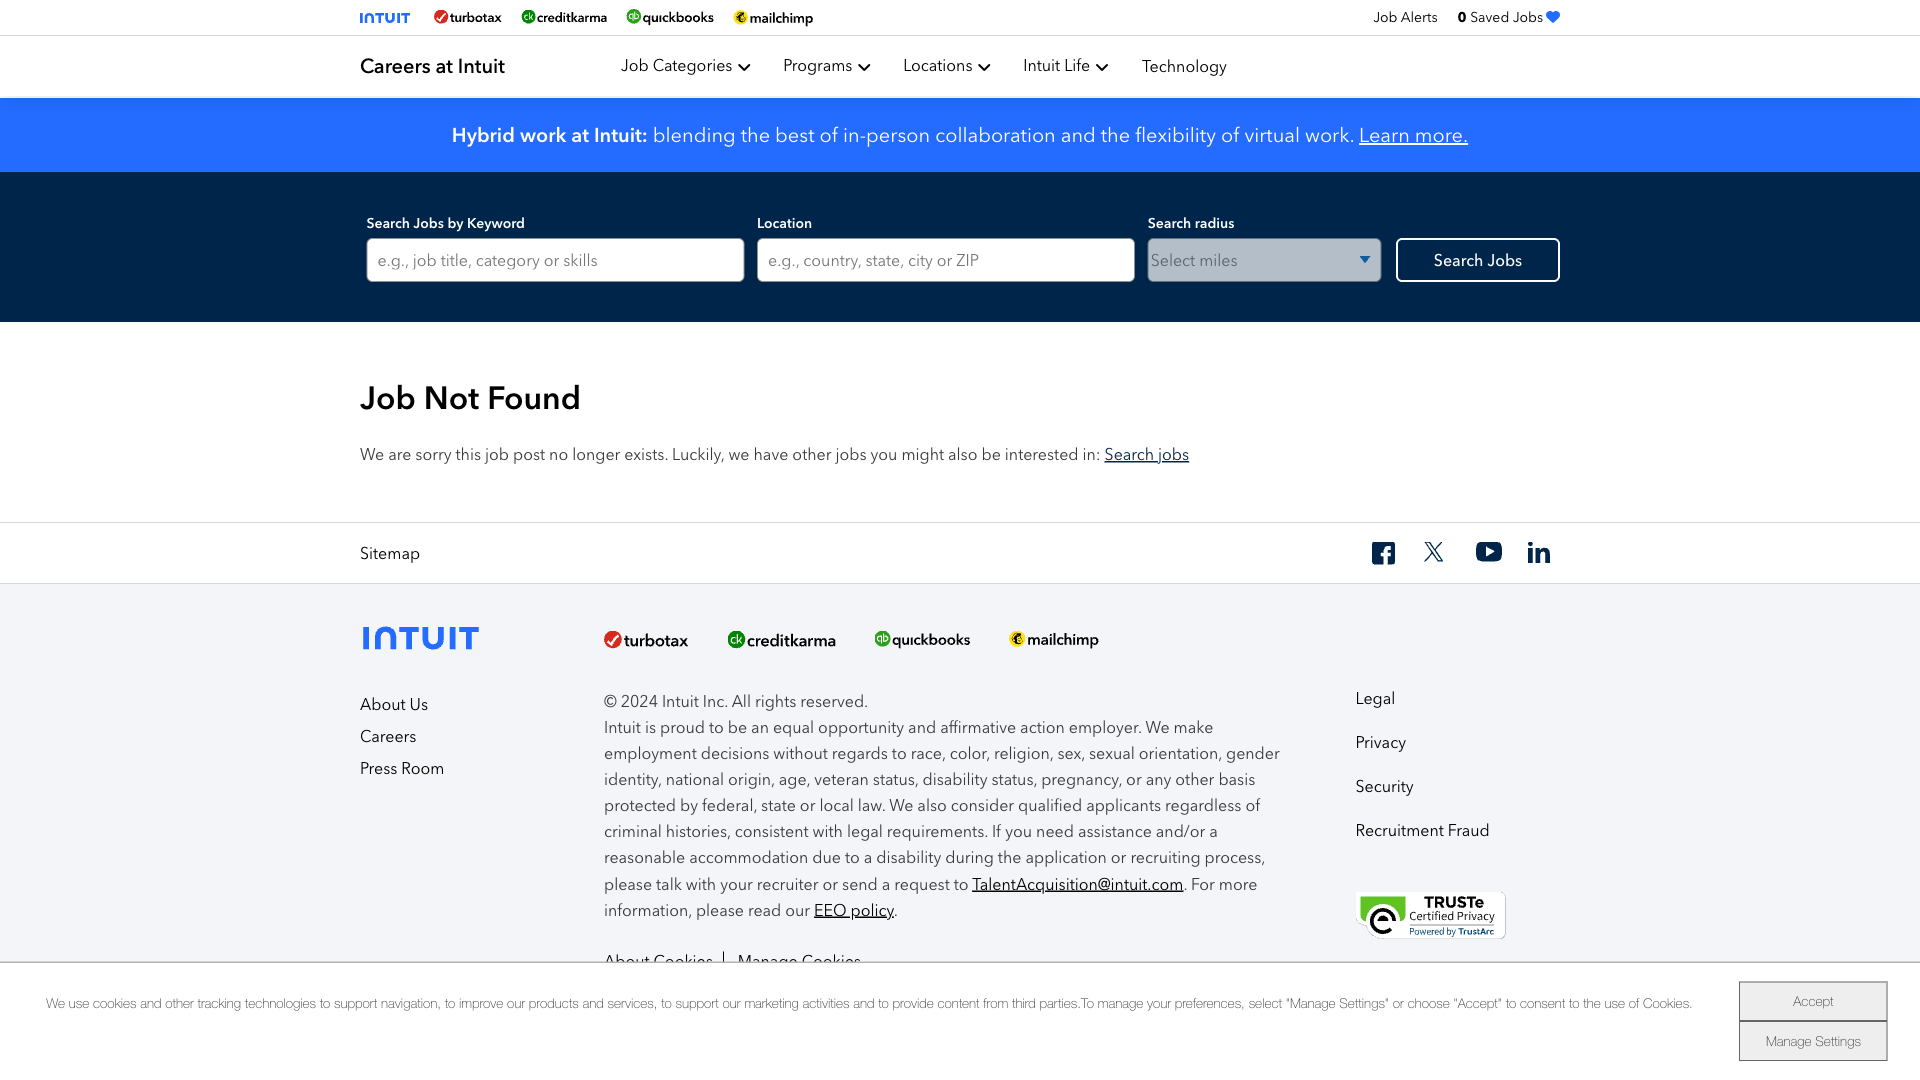 INTUIT turbotax ck creditkarma qb quickbooks mailchimp Job Alerts 0 Saved Jobs
Careers at Intuit Job Categories Programs Locations Intuit Life Technology
Hybrid work at Intuit: blending the best of in-person collaboration and the flexibility of virtual work. Learn more.
Search Jobs by Keyword Location Search radius
e.g., job title, category or skills e.g., country, state, city or ZIP Select miles Search Jobs
Job Not Found
We are sorry this job post no longer exists. Luckily, we have other jobs you might also be interested in: Search jobs
Sitemap
INTUIT turbotax ck creditkarma qb quickbooks mailchimp
About Us
Careers
Press Room
© 2024 Intuit Inc. All rights reserved.
Intuit is proud to be an equal opportunity and affirmative action employer. We make
employment decisions without regards to race, color, religion, sex, sexual orientation, gender
identity, national origin, age, veteran status, disability status, pregnancy, or any other basis
protected by federal, state or local law. We also consider qualified applicants regardless of
criminal histories, consistent with legal requirements. If you need assistance and/or a
reasonable accommodation due to a disability during the application or recruiting process,
please talk with your recruiter or send a request to TalentAcquisition@intuit.com. For more
information, please read our EEO policy.
About Cookies | Manage Cookies
Legal
Privacy
Security
Recruitment Fraud
TRUSTe
Certified Privacy
Powered by TrustArc
We use cookies and other tracking technologies to support navigation, to improve our products and services, to support our marketing activities and to provide content from third parties.To manage your preferences, select "Manage Settings" or choose "Accept" to consent to the use of Cookies.
Accept
Manage Settings